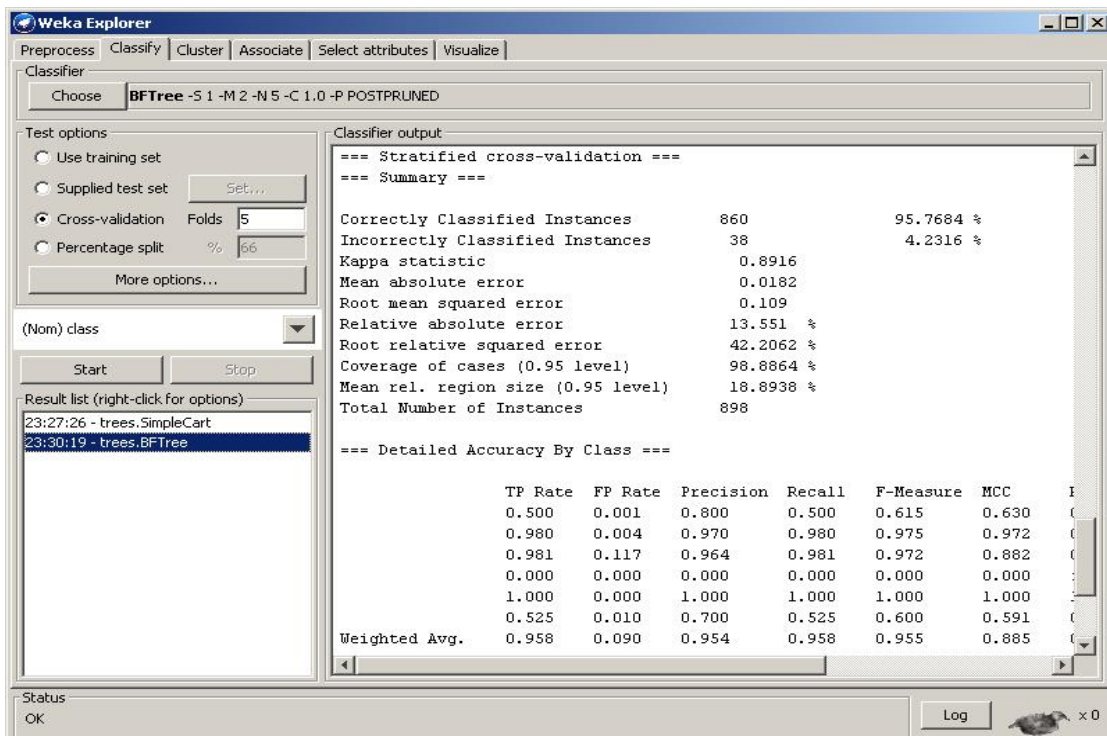 Weka Explorer
Preprocess Classify Cluster Associate Select attributes Visualize
Classifier
Choose BFTree -S 1 -M 2 -N 5 -C 1.0 -P POSTPRUNED
Test options
Use training set
Supplied test set Set...
Cross-validation Folds 5
Percentage split % 66
More options...
(Nom) class
Start Stop
Result list (right-click for options)
23:27:26 - trees.SimpleCart
23:30:19 - trees.BFTree
Classifier output
=== Stratified cross-validation ===
=== Summary ===
Correctly Classified Instances 860 95.7684 %
Incorrectly Classified Instances 38 4.2316 %
Kappa statistic 0.8916
Mean absolute error 0.0182
Root mean squared error 0.109
Relative absolute error 13.551 %
Root relative squared error 42.2062 %
Coverage of cases (0.95 level) 98.8864 %
Mean rel. region size (0.95 level) 18.8938 %
Total Number of Instances 898
=== Detailed Accuracy By Class ===
TP Rate FP Rate Precision Recall F-Measure MCC
0.500 0.001 0.800 0.500 0.615 0.630
0.980 0.004 0.970 0.980 0.975 0.972
0.981 0.117 0.964 0.981 0.972 0.882
0.000 0.000 0.000 0.000 0.000 0.000
1.000 0.000 1.000 1.000 1.000 1.000
0.525 0.010 0.700 0.525 0.600 0.591
Weighted Avg. 0.958 0.090 0.954 0.958 0.955 0.885
Status
OK
Log
x 0